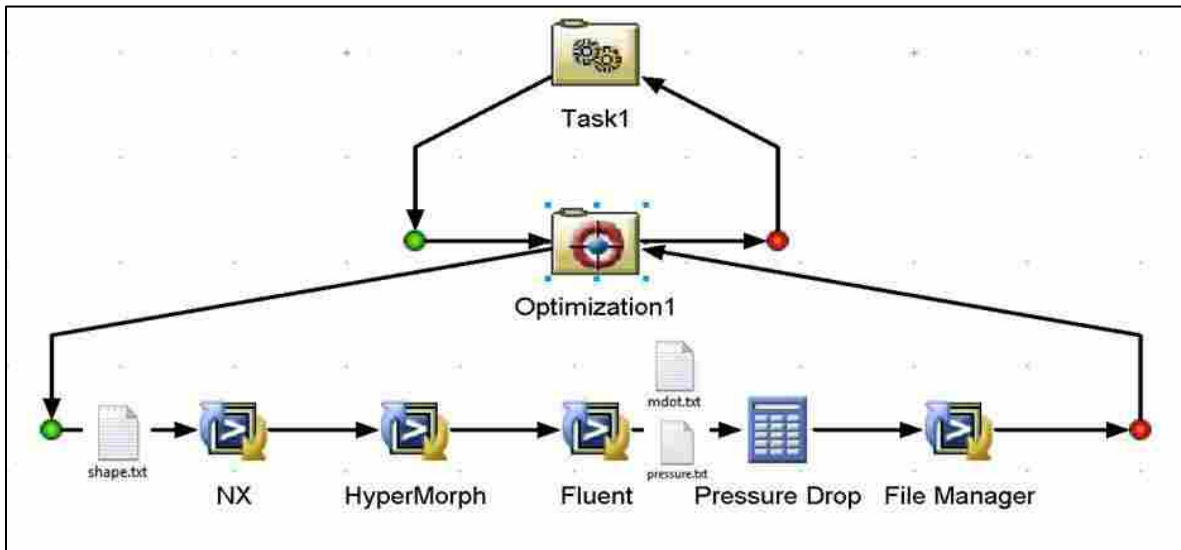 Task1
Optimization1
mdot.txt
shape.txt
pressure.txt
NX HyperMorph Fluent Pressure Drop File Manager